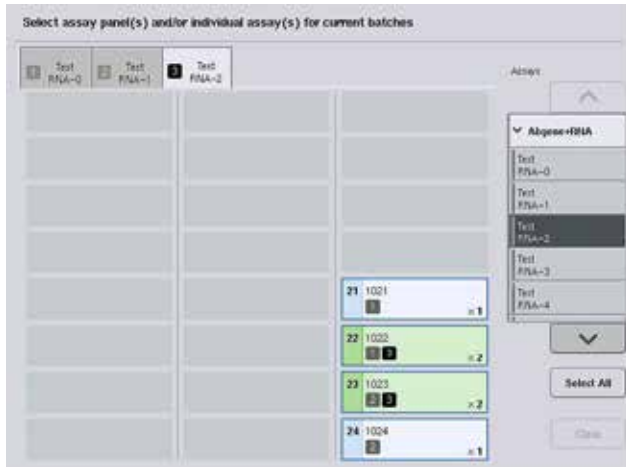 Select assay panel(s) and/or individual assay(s) for current batches
1 Test
RNA-0
2 Test
RNA-1
3 Test
RNA-2
Assays
Abgene+RNA
Test
RNA-0
Test
RNA-1
Test
RNA-2
Test
RNA-3
Test
RNA-4
21 1021
1 ×1
22 1022
1 3 ×2
23 1023
2 3 ×2
24 1024
2 ×1
Select All
Clear